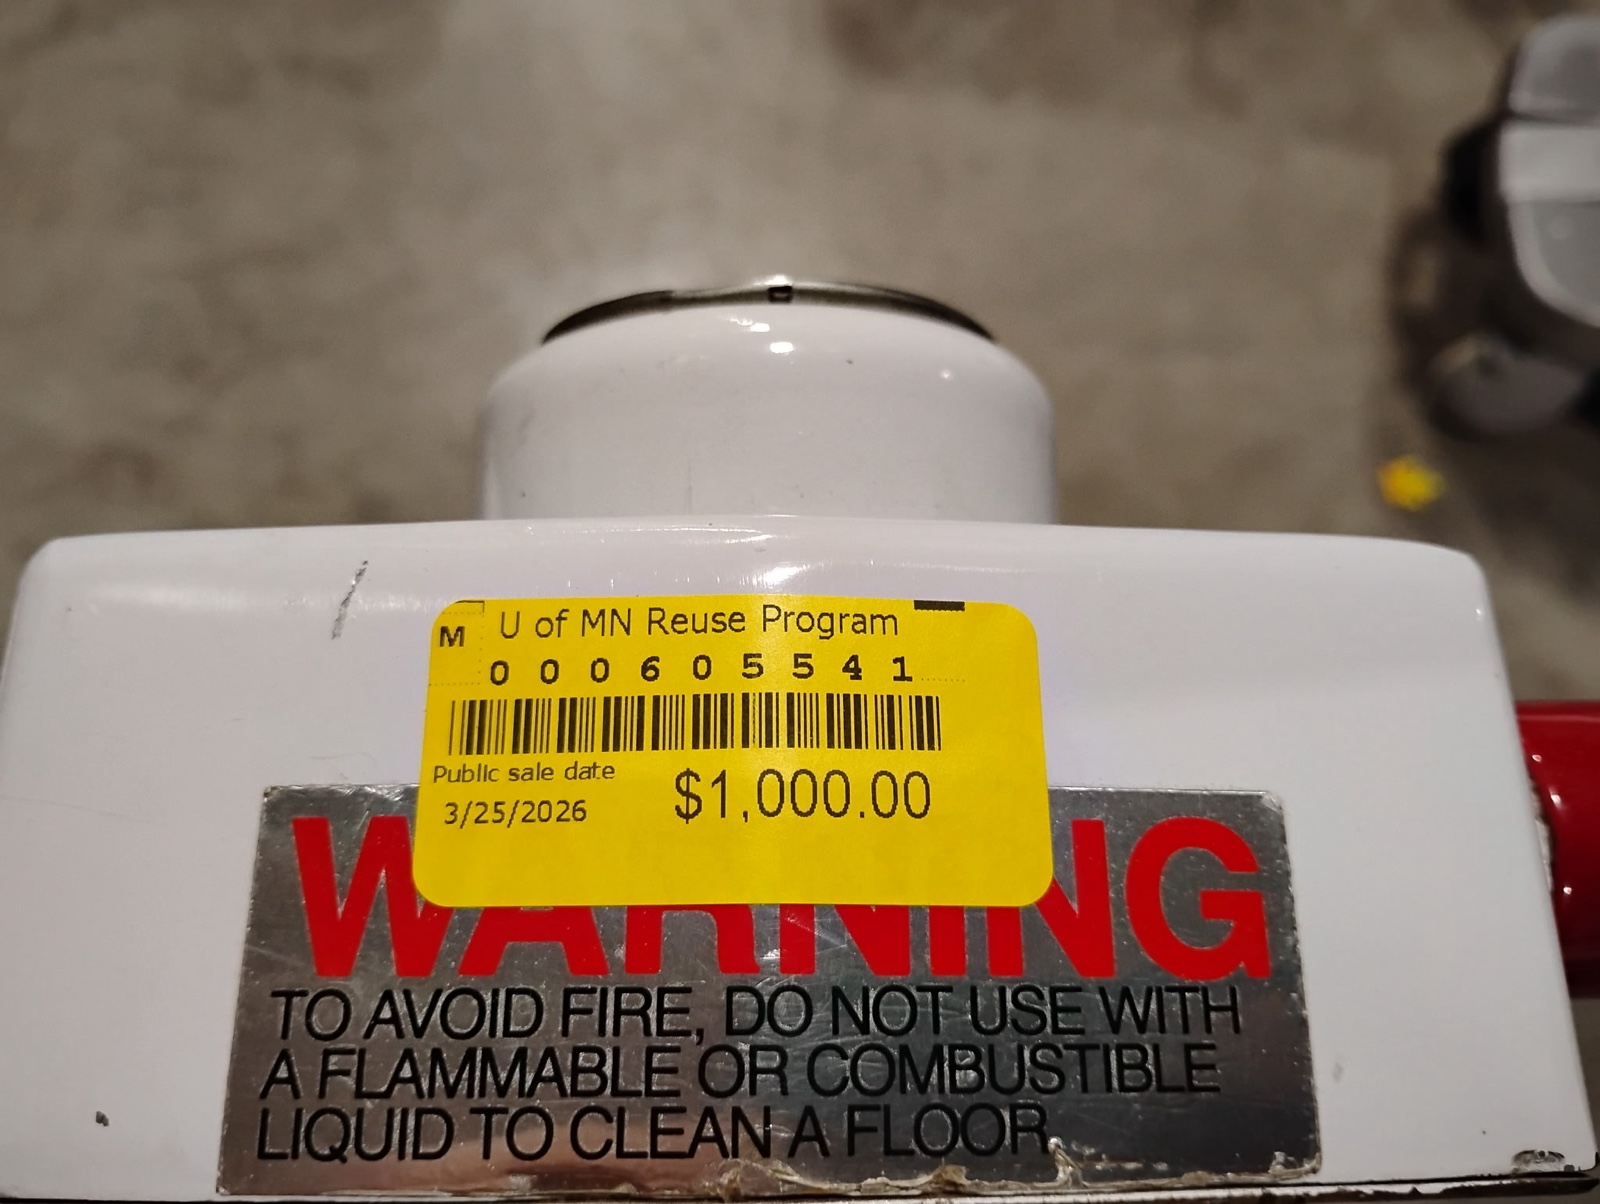 M U of MN Reuse Program
000605541
Public sale date
3/25/2026 $1,000.00
WARNING
TO AVOID FIRE, DO NOT USE WITH
A FLAMMABLE OR COMBUSTIBLE
LIQUID TO CLEAN A FLOOR.